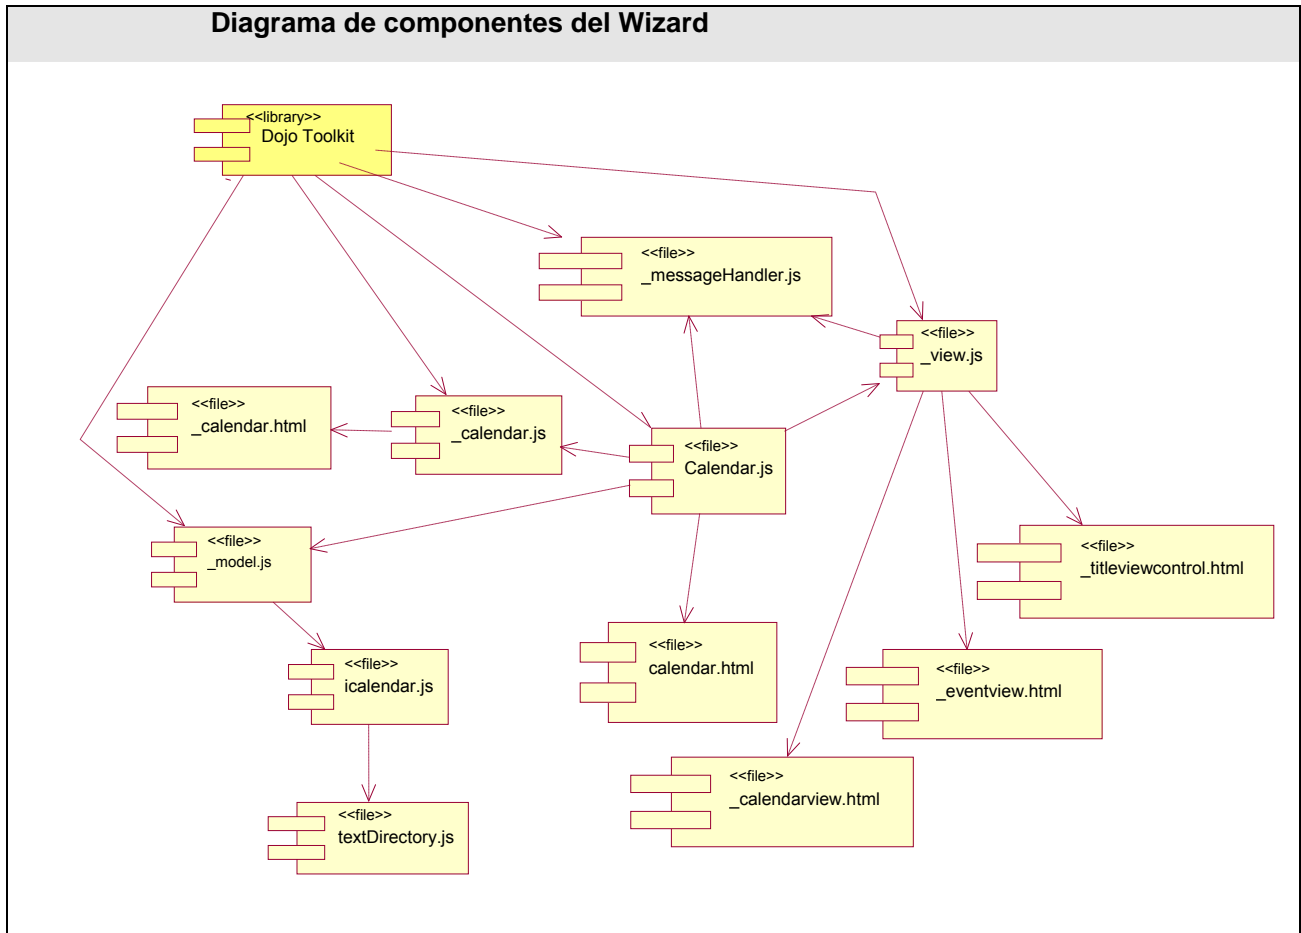 Diagrama de componentes del Wizard
<<library>>
Dojo Toolkit
<<file>>
_messageHandler.js
<<file>>
_view.js
<<file>>
_calendar.html
<<file>>
_calendar.js
<<file>>
Calendar.js
<<file>>
_model.js
<<file>>
_titleviewcontrol.html
<<file>>
icalendar.js
<<file>>
calendar.html
<<file>>
_eventview.html
<<file>>
_calendarview.html
<<file>>
textDirectory.js